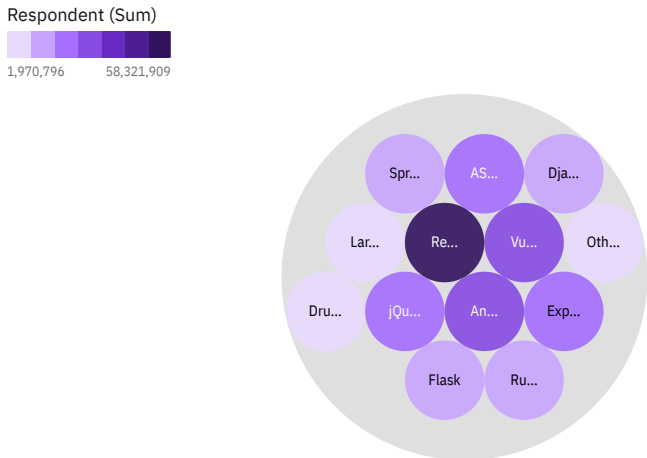 Respondent (Sum)
1,970,796 58,321,909
Spr... AS... Dja...
Lar... Re... Vu... Oth...
Dru... jQu... An... Exp...
Flask Ru...